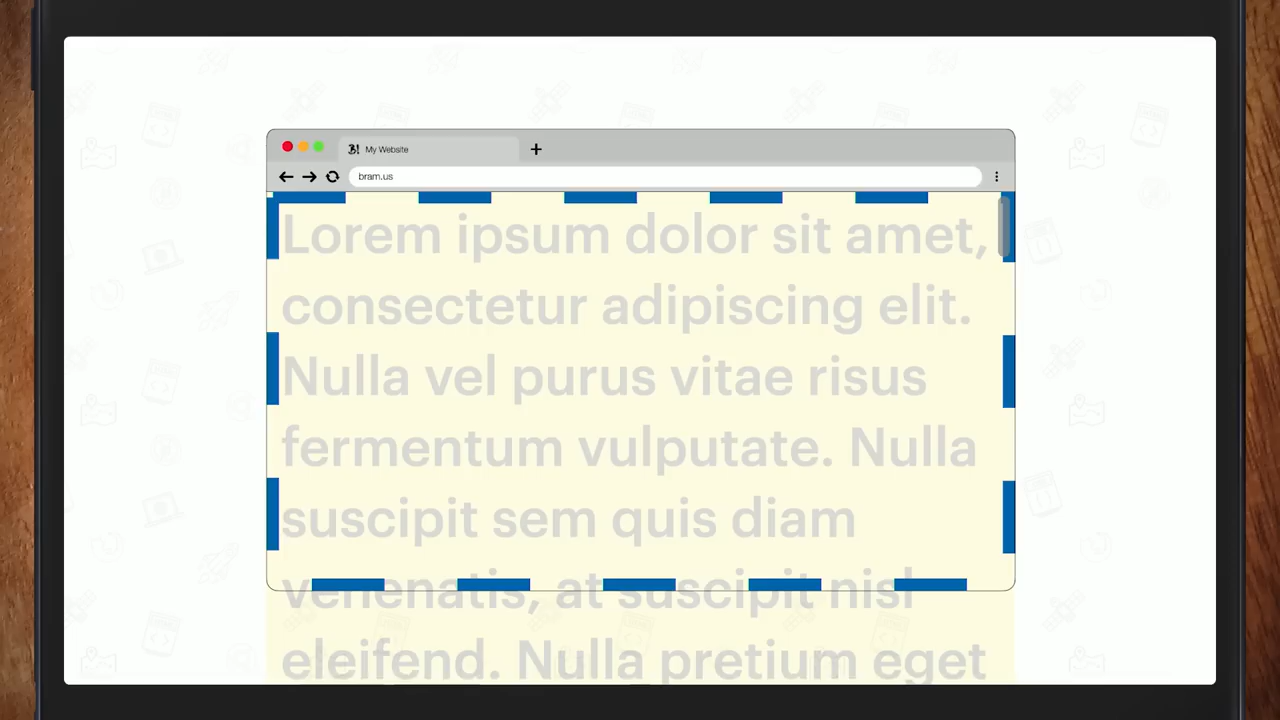 B! My Website
bram.us
Lorem ipsum dolor sit amet,
consectetur adipiscing elit.
Nulla vel purus vitae risus
fermentum vulputate. Nulla
suscipit sem quis diam
venenatis, at suscipit nisl
eleifend. Nulla pretium eget